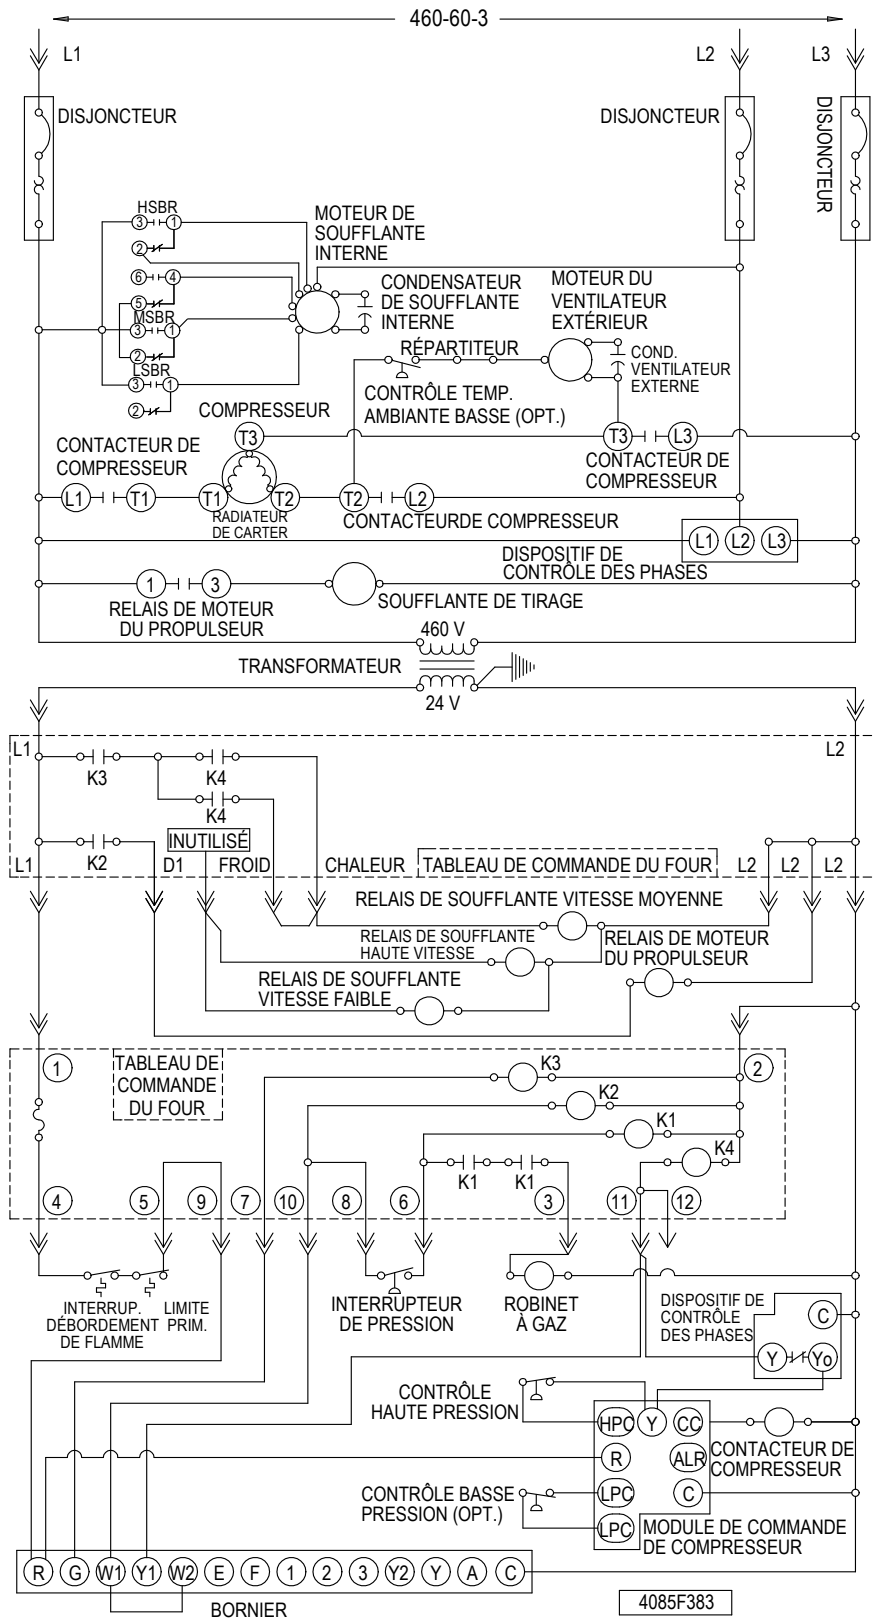 460-60-3
L1
L2
L3
DISJONCTEUR
DISJONCTEUR
DISJONCTEUR
HSBR
3
1
2
6
4
5
MSBR
3
1
2
LSBR
3
1
2
MOTEUR DE
SOUFFLANTE
INTERNE
CONDENSATEUR
DE SOUFFLANTE
INTERNE
MOTEUR DU
VENTILATEUR
EXTÉRIEUR
RÉPARTITEUR
COND.
VENTILATEUR
EXTERNE
CONTRÔLE TEMP.
AMBIANTE BASSE (OPT.)
COMPRESSEUR
T3
T3
L3
CONTACTEUR DE
COMPRESSEUR
CONTACTEUR DE
COMPRESSEUR
L1
T1
T1
T2
T2
L2
RADIATEUR
DE CARTER
CONTACTEURDE COMPRESSEUR
L1
L2
L3
DISPOSITIF DE
CONTRÔLE DES PHASES
1
3
RELAIS DE MOTEUR
DU PROPULSEUR
SOUFFLANTE DE TIRAGE
460 V
TRANSFORMATEUR
24 V
L1
L2
K3
K4
K4
K2
INUTILISÉ
L1
D1
FROID
CHALEUR
TABLEAU DE COMMANDE DU FOUR
L2
L2
L2
RELAIS DE SOUFFLANTE VITESSE MOYENNE
RELAIS DE SOUFFLANTE
HAUTE VITESSE
RELAIS DE MOTEUR
DU PROPULSEUR
RELAIS DE SOUFFLANTE
VITESSE FAIBLE
1
TABLEAU DE
COMMANDE
DU FOUR
2
K3
K2
K1
K4
K1
K1
4
5
9
7
10
8
6
3
11
12
INTERRUP.
DÉBORDEMENT
DE FLAMME
LIMITE
PRIM.
INTERRUPTEUR
DE PRESSION
ROBINET
À GAZ
DISPOSITIF DE
CONTRÔLE
DES PHASES
C
Y
Yo
CONTRÔLE
HAUTE PRESSION
HPC
Y
CC
R
ALR
CONTACTEUR DE
COMPRESSEUR
CONTRÔLE BASSE
PRESSION (OPT.)
LPC
C
LPC
MODULE DE COMMANDE
DE COMPRESSEUR
R
G
W1
Y1
W2
E
F
1
2
3
Y2
Y
A
C
BORNIER
4085F383